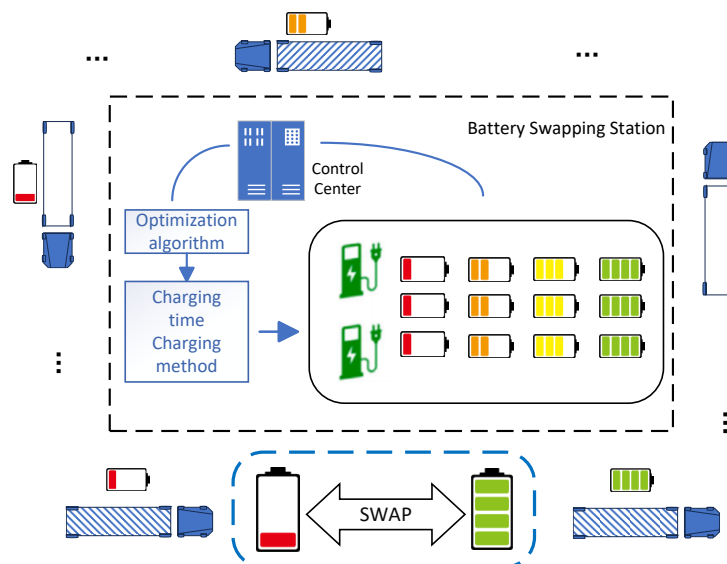 ...
...
Battery Swapping Station
Control
Center
Optimization
algorithm
Charging
time
Charging
method
...
...
SWAP